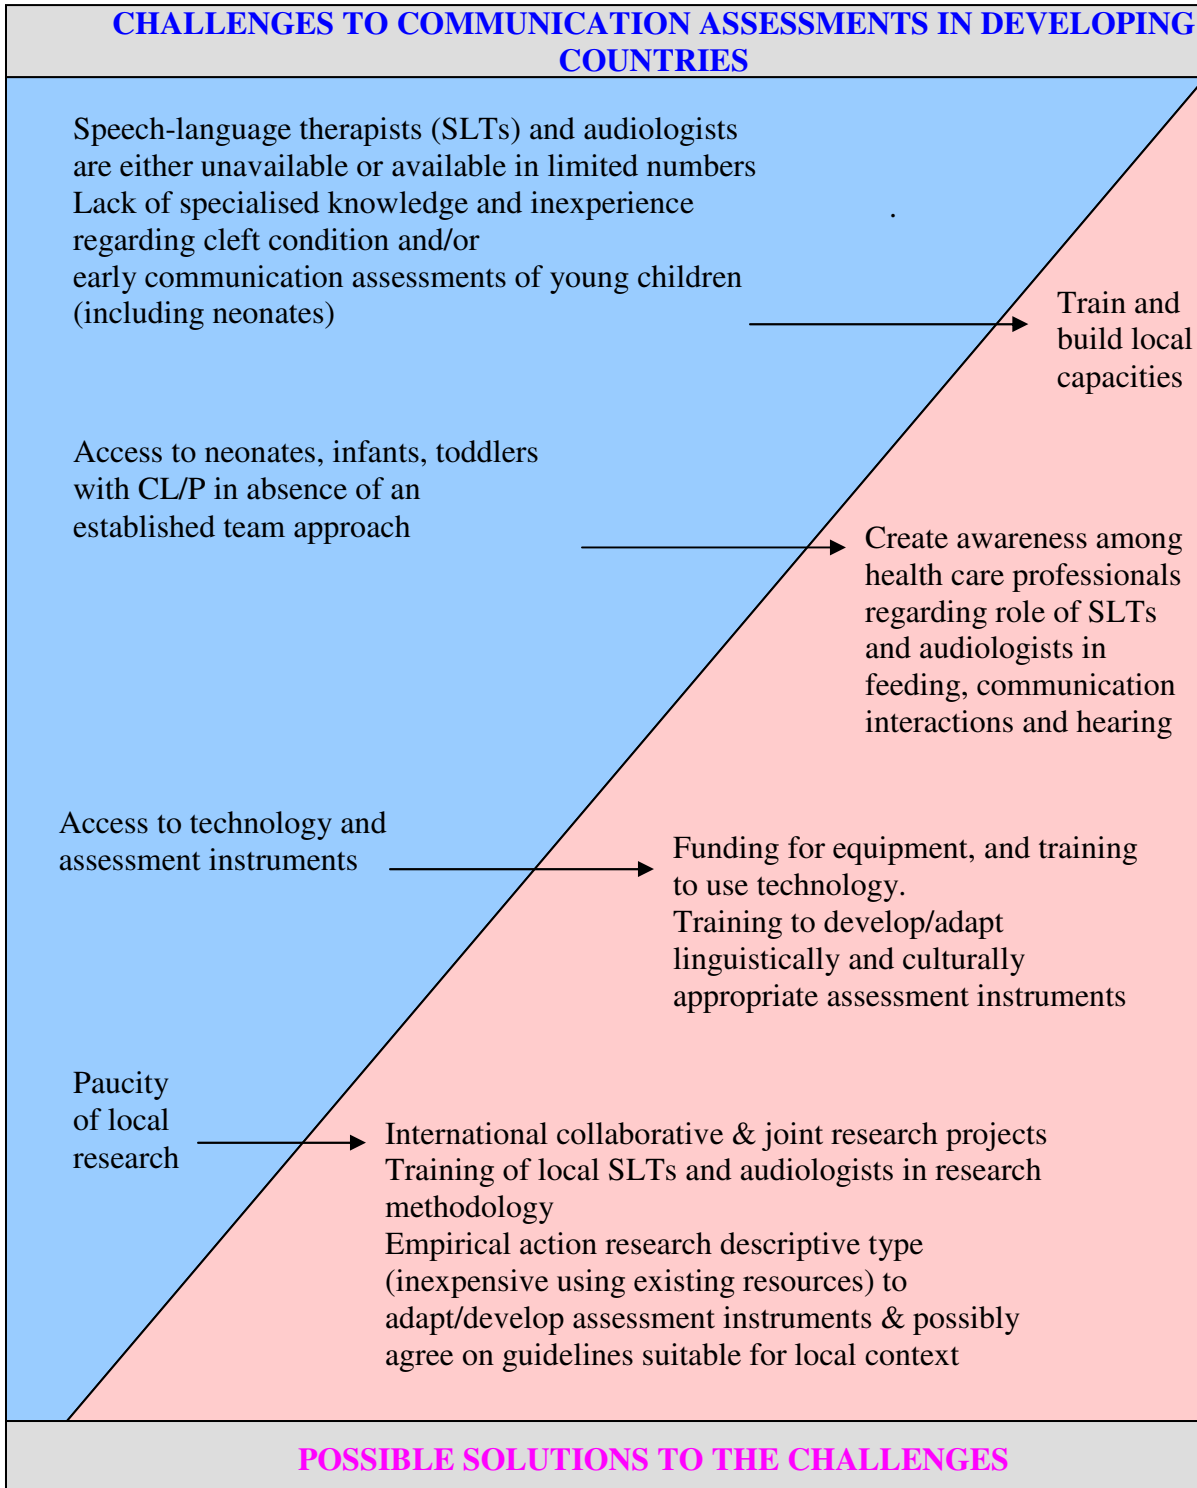 CHALLENGES TO COMMUNICATION ASSESSMENTS IN DEVELOPING
COUNTRIES
Speech-language therapists (SLTs) and audiologists
are either unavailable or available in limited numbers
Lack of specialised knowledge and inexperience
regarding cleft condition and/or
early communication assessments of young children
(including neonates)
.
Train and
build local
capacities
Access to neonates, infants, toddlers
with CL/P in absence of an
established team approach
Create awareness among
health care professionals
regarding role of SLTs
and audiologists in
feeding, communication
interactions and hearing
Access to technology and
assessment instruments
Funding for equipment, and training
to use technology.
Training to develop/adapt
linguistically and culturally
appropriate assessment instruments
Paucity
of local
research
International collaborative & joint research projects
Training of local SLTs and audiologists in research
methodology
Empirical action research descriptive type
(inexpensive using existing resources) to
adapt/develop assessment instruments & possibly
agree on guidelines suitable for local context
POSSIBLE SOLUTIONS TO THE CHALLENGES